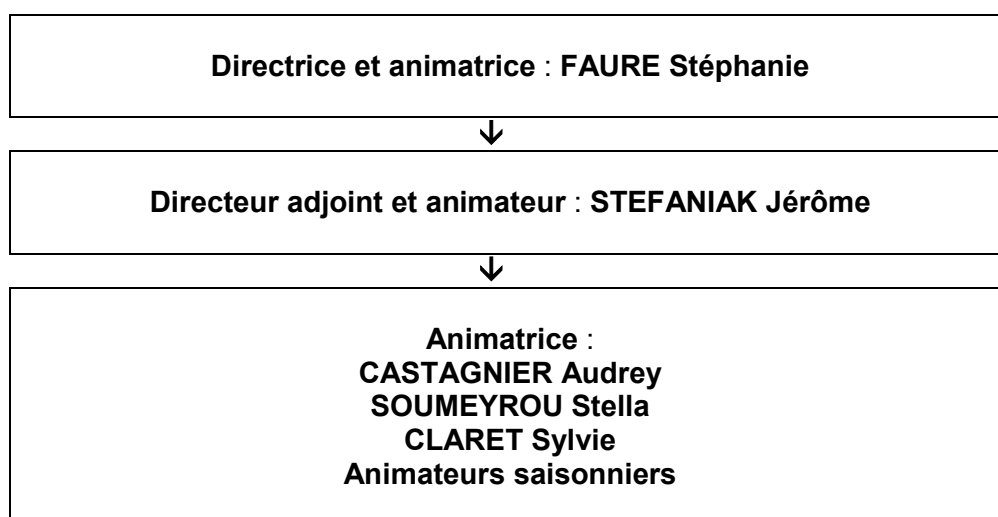 Directrice et animatrice : FAURE Stéphanie
Directeur adjoint et animateur : STEFANIAK Jérôme
Animatrice :
CASTAGNIER Audrey
SOUMEYROU Stella
CLARET Sylvie
Animateurs saisonniers